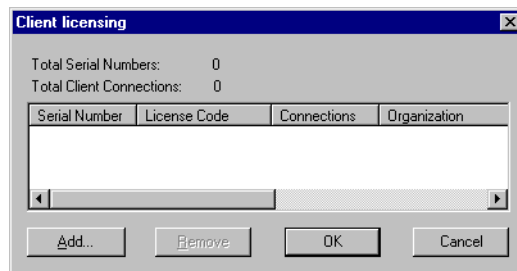 Client licensing
Total Serial Numbers: 0
Total Client Connections: 0
Serial Number License Code Connections Organization
Add... Remove OK Cancel